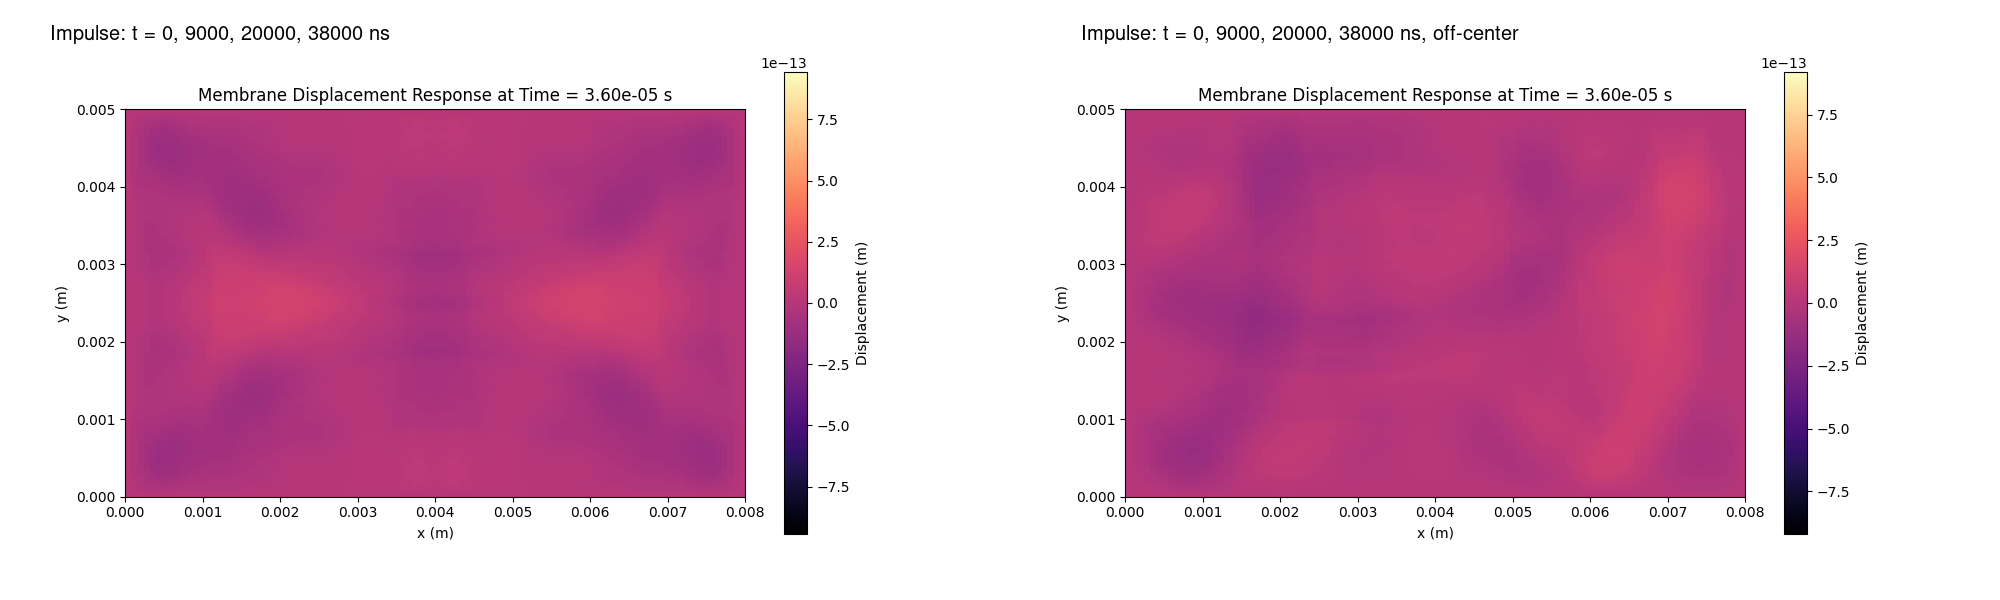 Impulse: t = 0, 9000, 20000, 38000 ns
1e−13
Membrane Displacement Response at Time = 3.60e-05 s
0.005
0.004
0.003
0.002
0.001
0.000
y (m)
0.000 0.001 0.002 0.003 0.004 0.005 0.006 0.007 0.008
x (m)
7.5
5.0
2.5
0.0
−2.5
−5.0
−7.5
Displacement (m)
Impulse: t = 0, 9000, 20000, 38000 ns, off-center
1e−13
Membrane Displacement Response at Time = 3.60e-05 s
0.005
0.004
0.003
0.002
0.001
0.000
y (m)
0.000 0.001 0.002 0.003 0.004 0.005 0.006 0.007 0.008
x (m)
7.5
5.0
2.5
0.0
−2.5
−5.0
−7.5
Displacement (m)